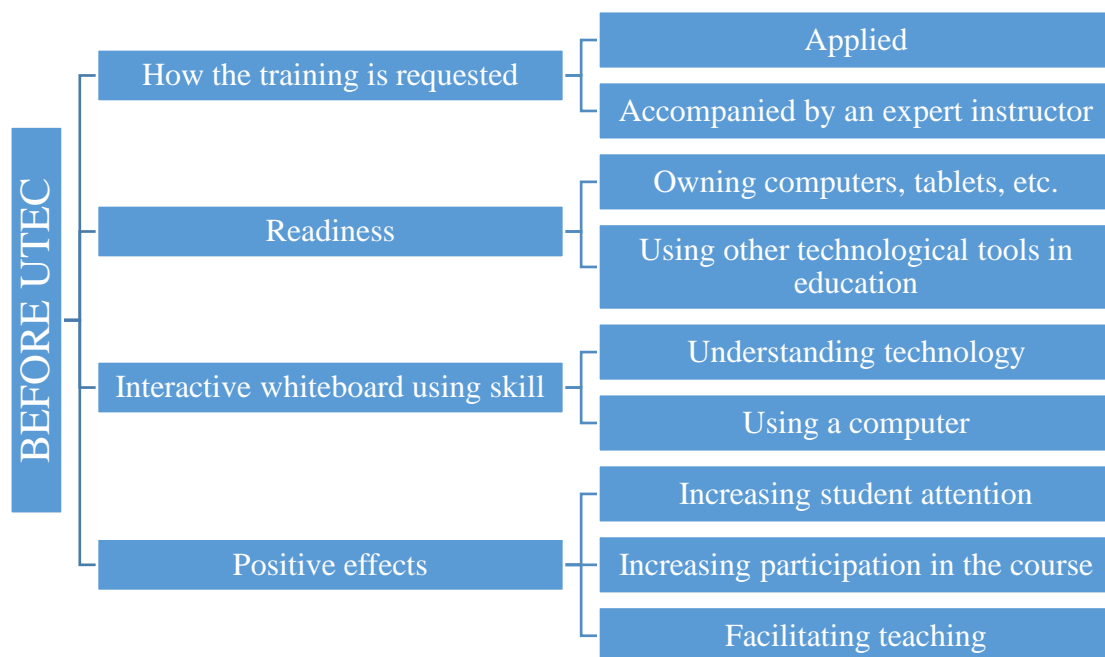 BEFORE UTEC
How the training is requested
Applied
Accompanied by an expert instructor
Readiness
Owning computers, tablets, etc.
Using other technological tools in
education
Interactive whiteboard using skill
Understanding technology
Using a computer
Positive effects
Increasing student attention
Increasing participation in the course
Facilitating teaching